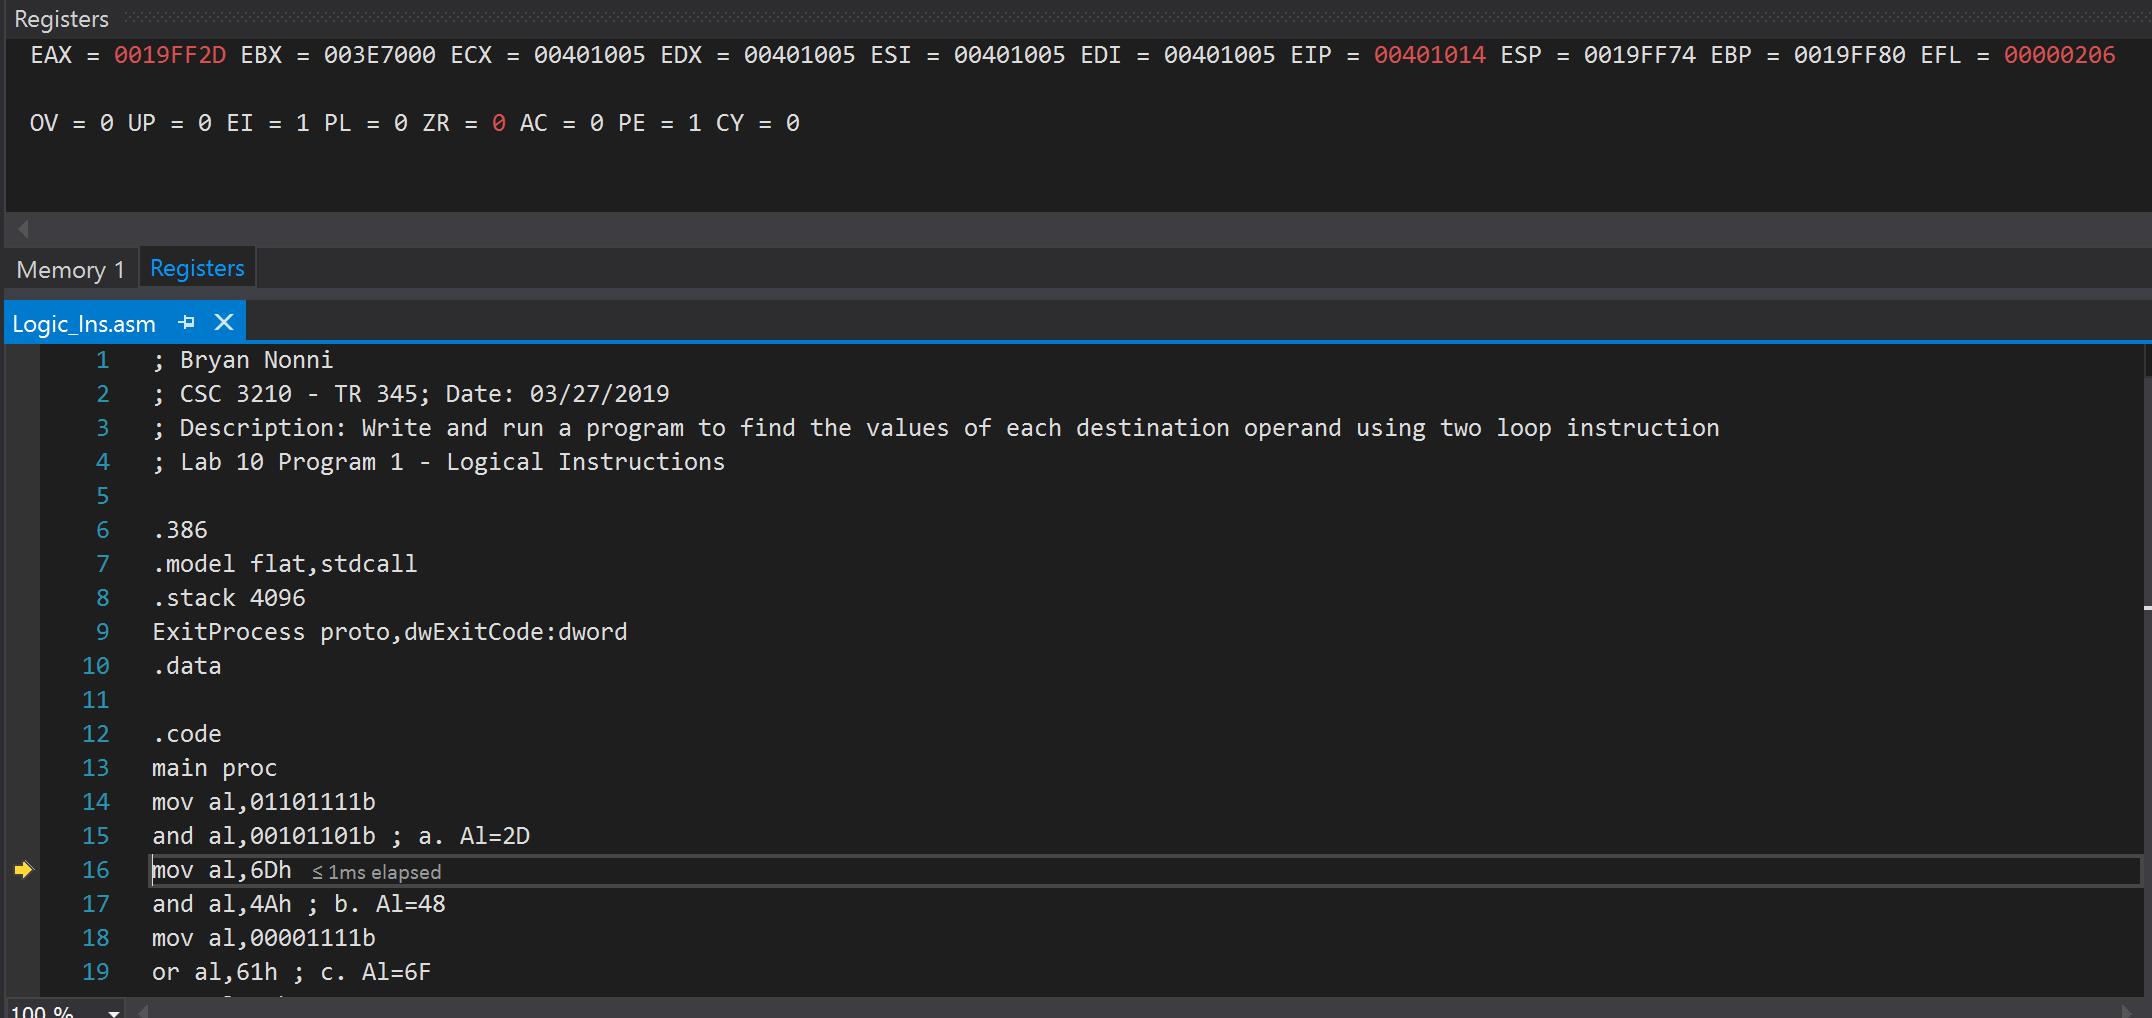 Registers
EAX = 0019FF2D EBX = 003E7000 ECX = 00401005 EDX = 00401005 ESI = 00401005 EDI = 00401005 EIP = 00401014 ESP = 0019FF74 EBP = 0019FF80 EFL = 00000206
OV = 0 UP = 0 EI = 1 PL = 0 ZR = 0 AC = 0 PE = 1 CY = 0
Memory 1 Registers
Logic_Ins.asm
1 ; Bryan Nonni
2 ; CSC 3210 - TR 345; Date: 03/27/2019
3 ; Description: Write and run a program to find the values of each destination operand using two loop instruction
4 ; Lab 10 Program 1 - Logical Instructions
5
6 .386
7 .model flat,stdcall
8 .stack 4096
9 ExitProcess proto,dwExitCode:dword
10 .data
11
12 .code
13 main proc
14 mov al,01101111b
15 and al,00101101b ; a. Al=2D
16 mov al,6Dh ≤ 1ms elapsed
17 and al,4Ah ; b. Al=48
18 mov al,00001111b
19 or al,61h ; c. Al=6F
100 %